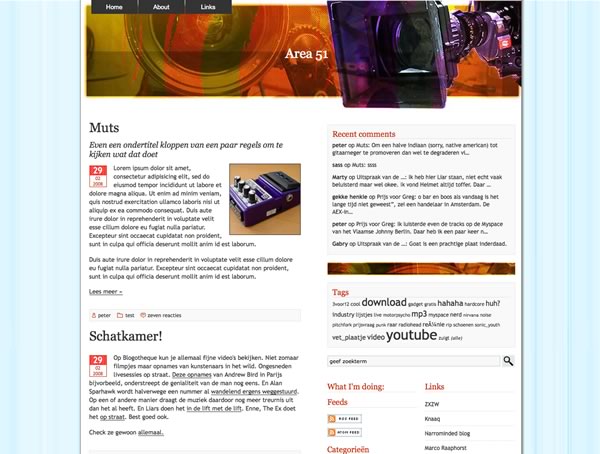 Home About Links
Area 51
Muts
Even een ondertitel kloppen van een paar regels om te
kijken wat dat doet
29
02
2008
Lorem ipsum dolor sit amet,
consectetur adipisicing elit, sed do
eiusmod tempor incididunt ut labore et
dolore magna aliqua. Ut enim ad minim veniam,
quis nostrud exercitation ullamco laboris nisi ut
aliquip ex ea commodo consequat. Duis aute
irure dolor in reprehenderit in voluptate velit
esse cillum dolore eu fugiat nulla pariatur.
Excepteur sint occaecat cupidatat non proident,
sunt in culpa qui officia deserunt mollit anim id est laborum.
Duis aute irure dolor in reprehenderit in voluptate velit esse cillum dolore
eu fugiat nulla pariatur. Excepteur sint occaecat cupidatat non proident,
sunt in culpa qui officia deserunt mollit anim id est laborum.
Lees meer »
peter test zeven reacties
Schatkamer!
29
02
2008
Op Blogotheque kun je allemaal fijne video's bekijken. Niet zomaar
filmpjes maar opnames van kunstenaars in het wild. Ongesneden
livesessies op straat. Deze opnames van Andrew Bird in Parijs
bijvoorbeeld, onderstreept de genialiteit van de man nog eens. En Alan
Sparhawk wordt halverwege een nummer al wandelend ergens weggestuurd.
Op een of andere manier draagt de muziek daardoor nog meer treurnis uit
dan het al heeft. En Liars doen het in de lift met de lift. Enne, The Ex doet het
op straat. Best goed ook.
Check ze gewoon allemaal.
Recent comments
peter op Muts: Om een halve indiaan (sorry, native american) tot
gitaarneger te promoveren dan wel te degraderen vi...
sass op Muts: ssss
Marty op Uitspraak van de ...: Ik heb hier Liar staan, niet echt vaak
beluisterd maar wel okee. Ik vond Helmet altijd toffer. Daar ...
gekke henkie op Prijs voor Greg: o bar en boos als vandaag is het
lange tijd niet geweest", zei een handelaar in Amsterdam. De
AEX-in...
peter op Prijs voor Greg: Ik luisterde even de tracks op de Myspace
van het Vlaamse Johnny Berlin. Daar heb ik een paar keer n...
Gabry op Uitspraak van de ...: Goat is een prachtige plaat inderdaad.
Tags
3voor12 cool download gadget gratis hahaha hardcore huh?
industry lijstjes live motorpsycho mp3 myspace nerd nirvana noise
pitchfork prijsvraag punk raar radiohead reÃ¼nie rip schoenen sonic_youth
vet_plaatje video youtube zuigt (alle)
geef zoekterm
What I'm doing:
Feeds
RSS FEED
ATOM FEED
Categorieën
Links
ZXZW
Knaaq
Narrominded blog
Marco Raaphorst